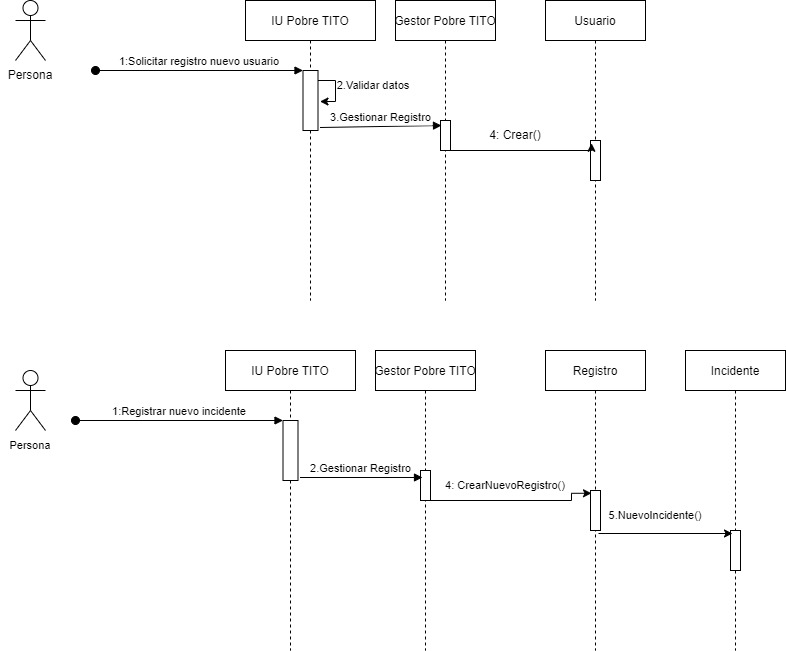 IU Pobre TITO
Gestor Pobre TITO
Usuario
Persona
1:Solicitar registro nuevo usuario
2.Validar datos
3.Gestionar Registro
4: Crear()
IU Pobre TITO
Gestor Pobre TITO
Registro
Incidente
Persona
1:Registrar nuevo incidente
2.Gestionar Registro
4: CrearNuevoRegistro()
5.NuevoIncidente()